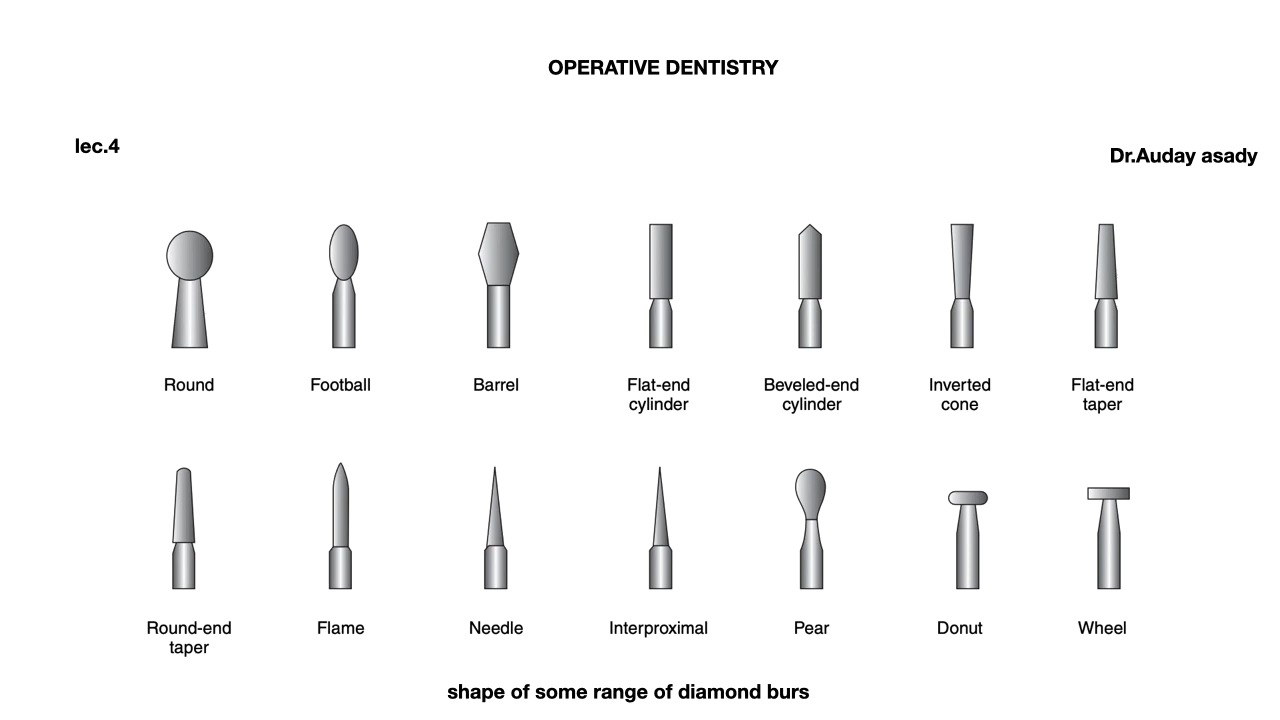 OPERATIVE DENTISTRY
lec.4
Dr.Auday asady
Round
Football
Barrel
Flat-end
cylinder
Beveled-end
cylinder
Inverted
cone
Flat-end
taper
Round-end
taper
Flame
Needle
Interproximal
Pear
Donut
Wheel
shape of some range of diamond burs